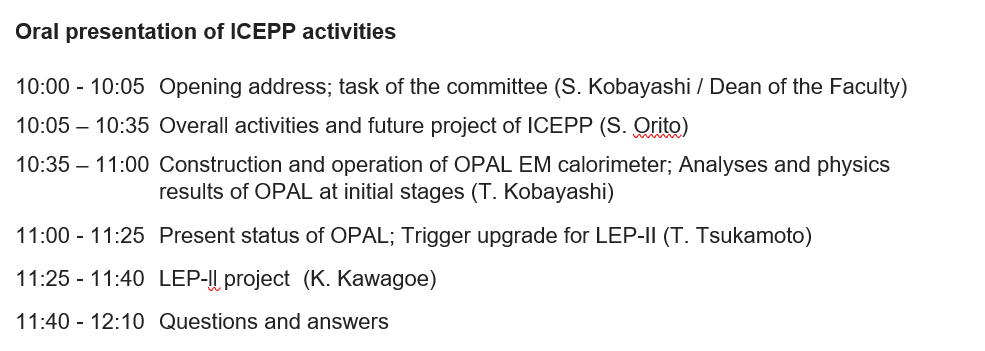 Oral presentation of ICEPP activities
10:00 - 10:05 Opening address; task of the committee (S. Kobayashi / Dean of the Faculty)
10:05 – 10:35 Overall activities and future project of ICEPP (S. Orito)
10:35 – 11:00 Construction and operation of OPAL EM calorimeter; Analyses and physics
results of OPAL at initial stages (T. Kobayashi)
11:00 - 11:25 Present status of OPAL; Trigger upgrade for LEP-II (T. Tsukamoto)
11:25 - 11:40 LEP-ll project (K. Kawagoe)
11:40 - 12:10 Questions and answers